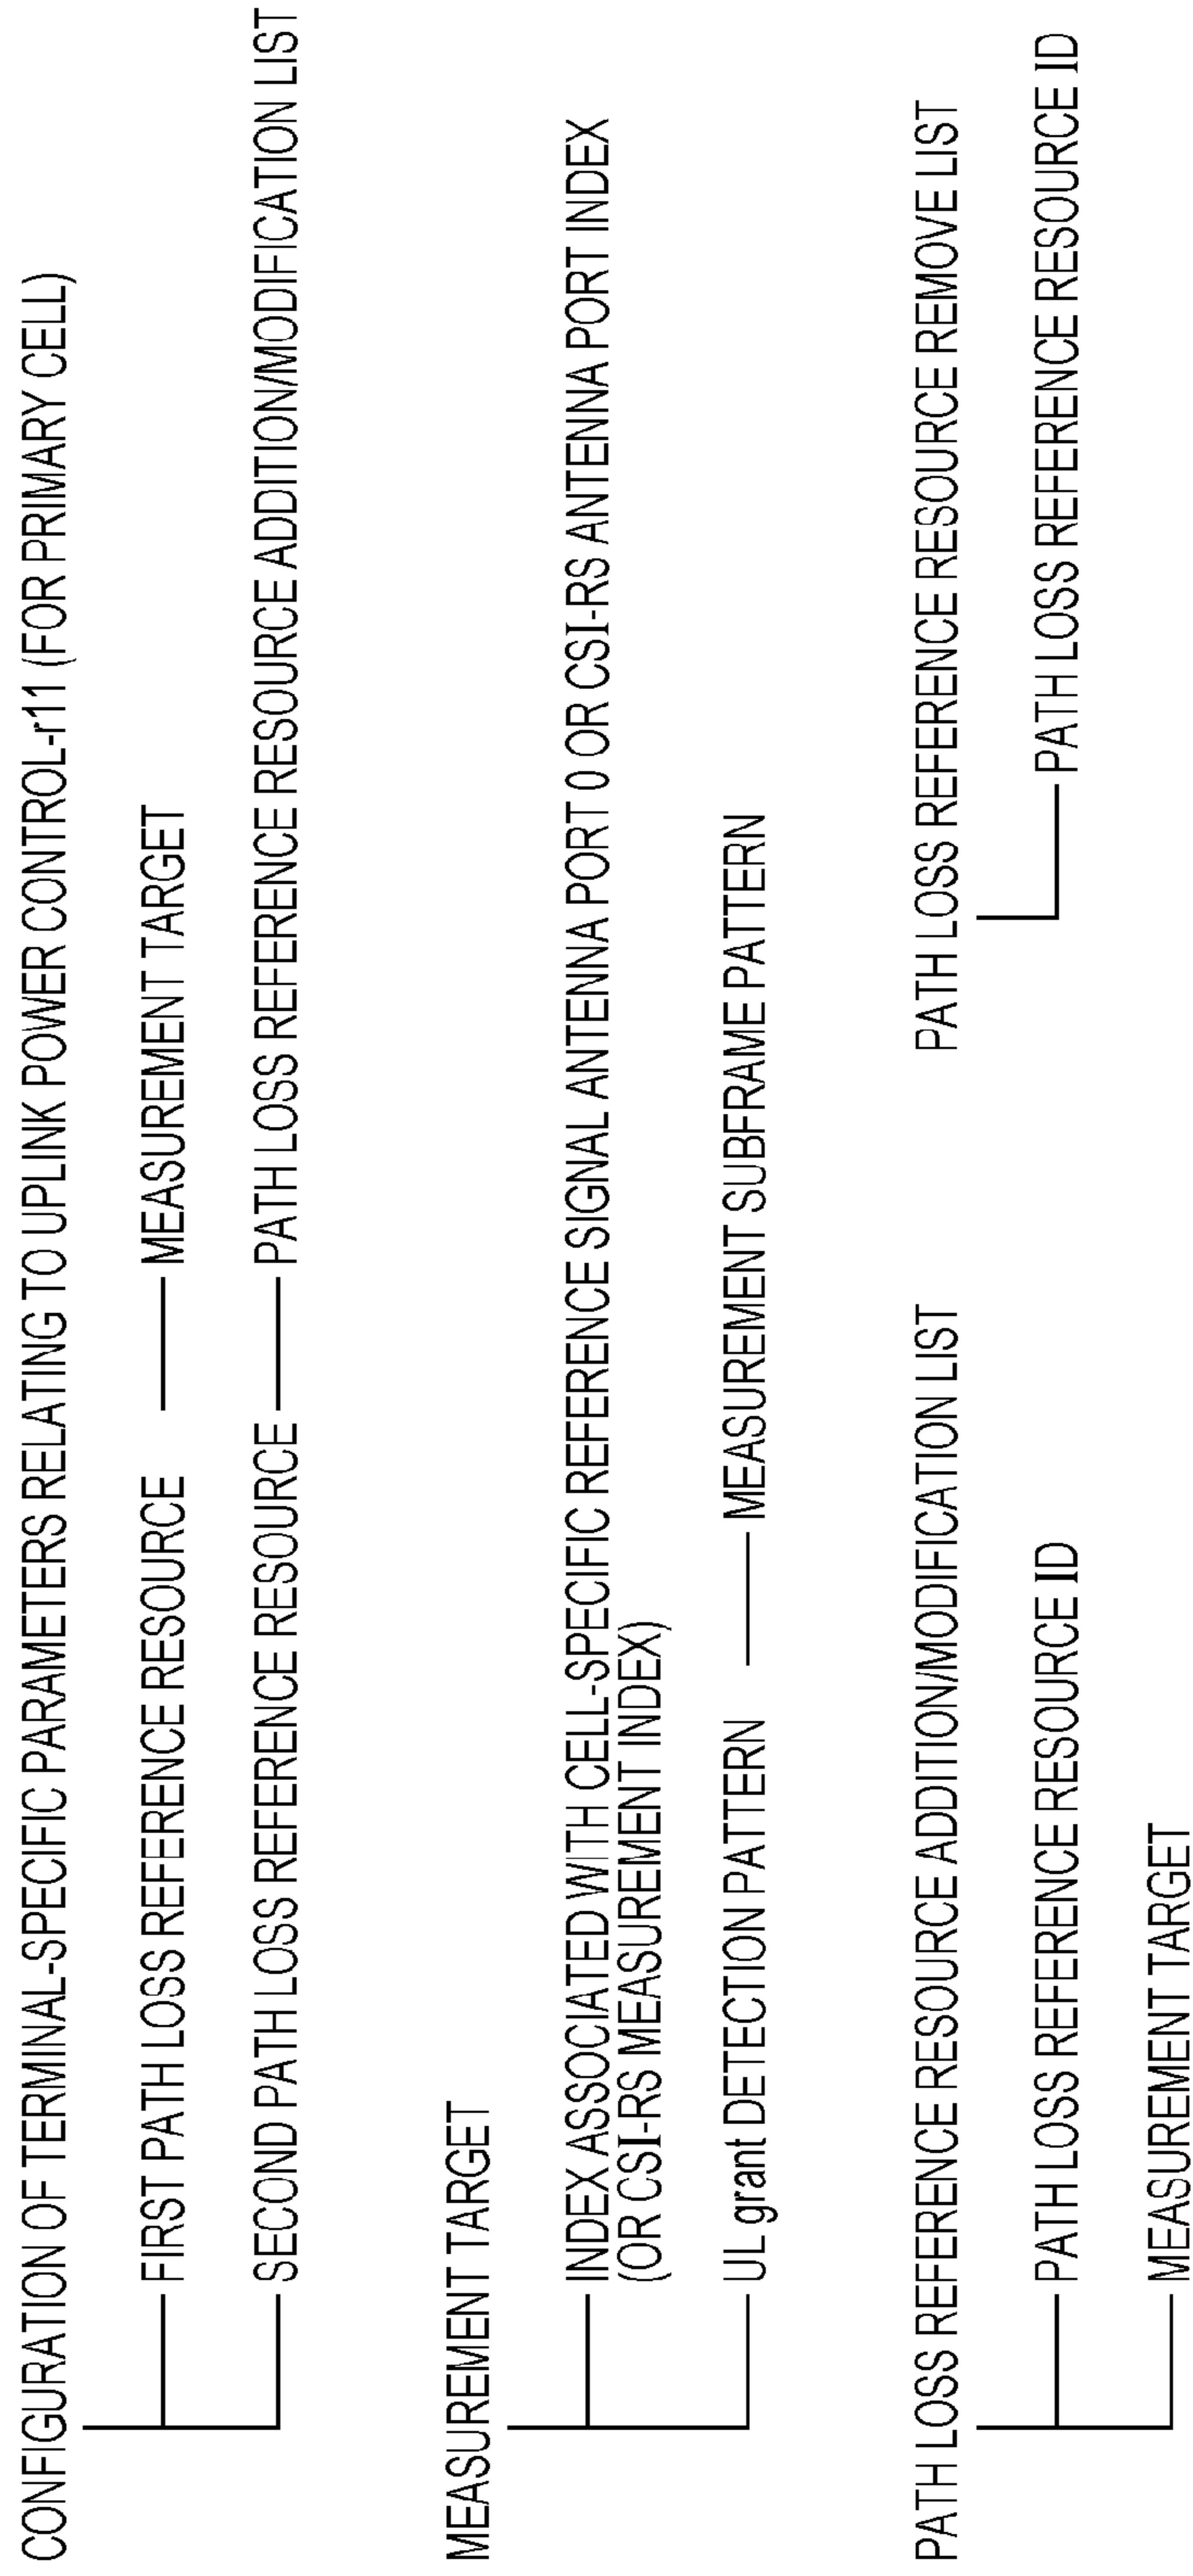 CONFIGURATION OF TERMINAL-SPECIFIC PARAMETERS RELATING TO UPLINK POWER CONTROL-r11 (FOR PRIMARY CELL)
FIRST PATH LOSS REFERENCE RESOURCE MEASUREMENT TARGET
SECOND PATH LOSS REFERENCE RESOURCE PATH LOSS REFERENCE RESOURCE ADDITION/MODIFICATION LIST
MEASUREMENT TARGET
INDEX ASSOCIATED WITH CELL-SPECIFIC REFERENCE SIGNAL ANTENNA PORT 0 OR CSI-RS ANTENNA PORT INDEX
(OR CSI-RS MEASUREMENT INDEX)
UL grant DETECTION PATTERN MEASUREMENT SUBFRAME PATTERN
PATH LOSS REFERENCE RESOURCE ADDITION/MODIFICATION LIST
PATH LOSS REFERENCE RESOURCE ID
MEASUREMENT TARGET
PATH LOSS REFERENCE RESOURCE REMOVE LIST
PATH LOSS REFERENCE RESOURCE ID